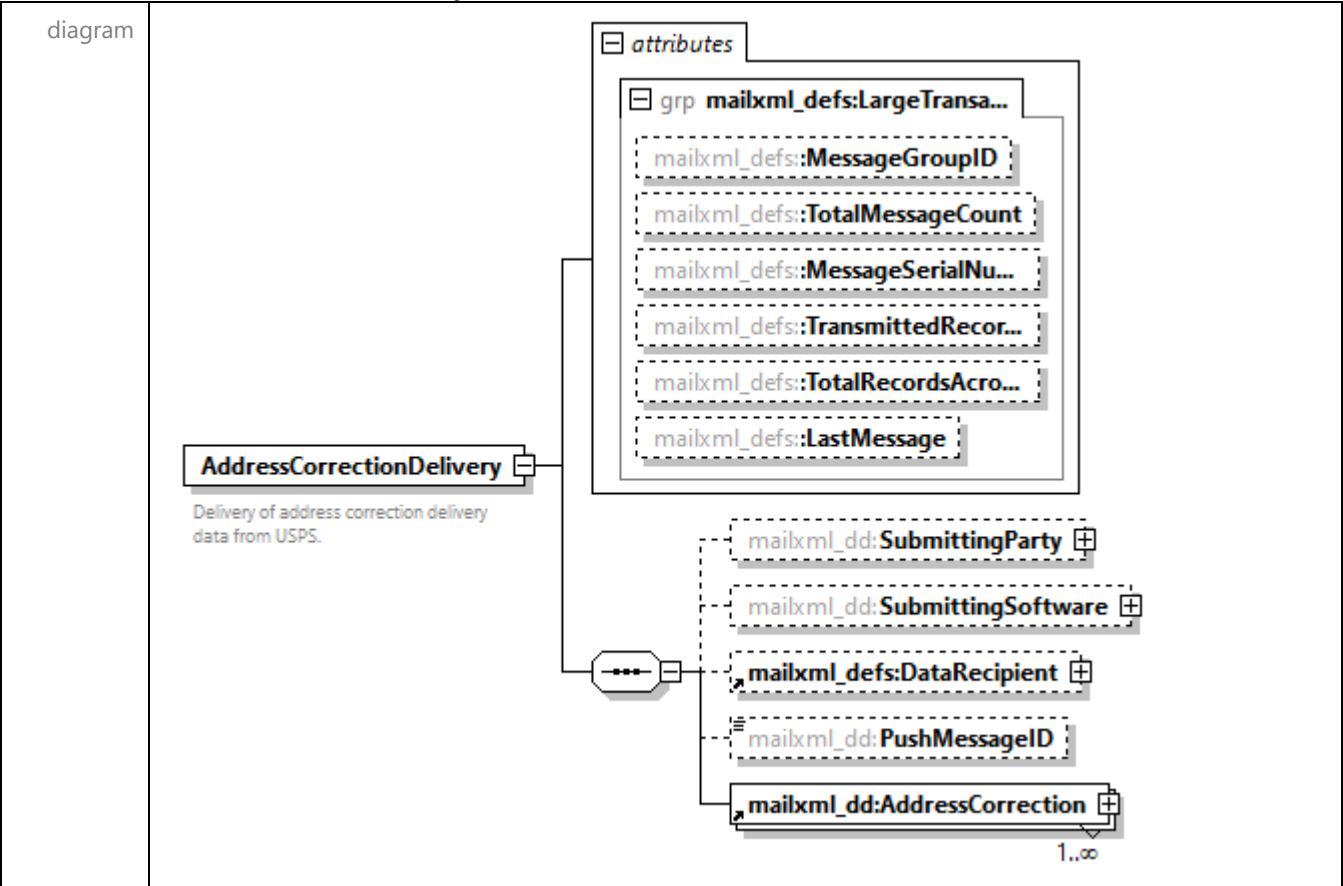 diagram
attributes
grp mailxml_defs:LargeTransa...
mailxml_defs::MessageGroupID
mailxml_defs::TotalMessageCount
mailxml_defs::MessageSerialNu...
mailxml_defs::TransmittedRecor...
mailxml_defs::TotalRecordsAcro...
mailxml_defs::LastMessage
AddressCorrectionDelivery
Delivery of address correction delivery
data from USPS.
mailxml_dd:SubmittingParty
mailxml_dd:SubmittingSoftware
mailxml_defs:DataRecipient
mailxml_dd:PushMessageID
mailxml_dd:AddressCorrection
1..∞